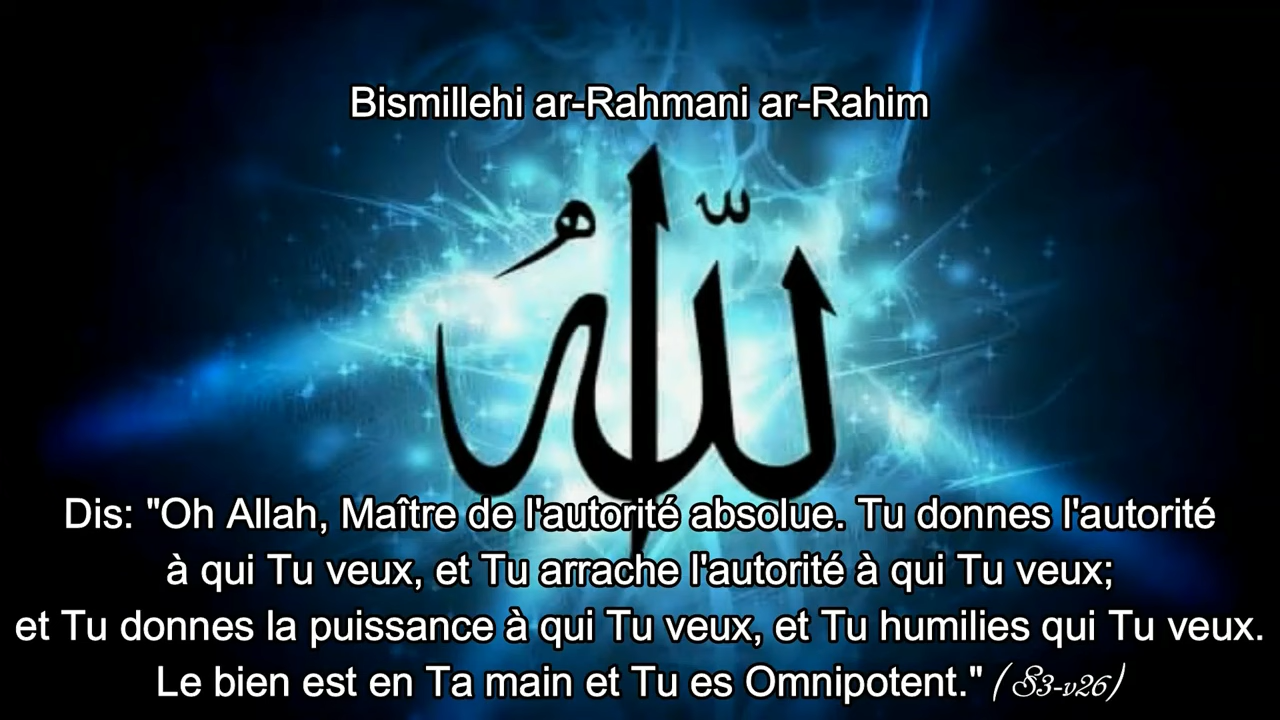 Bismillehi ar-Rahmani ar-Rahim
الله
Dis: "Oh Allah, Maître de l'autorité absolue. Tu donnes l'autorité
à qui Tu veux, et Tu arrache l'autorité à qui Tu veux;
et Tu donnes la puissance à qui Tu veux, et Tu humilies qui Tu veux.
Le bien est en Ta main et Tu es Omnipotent." (S3-v26)